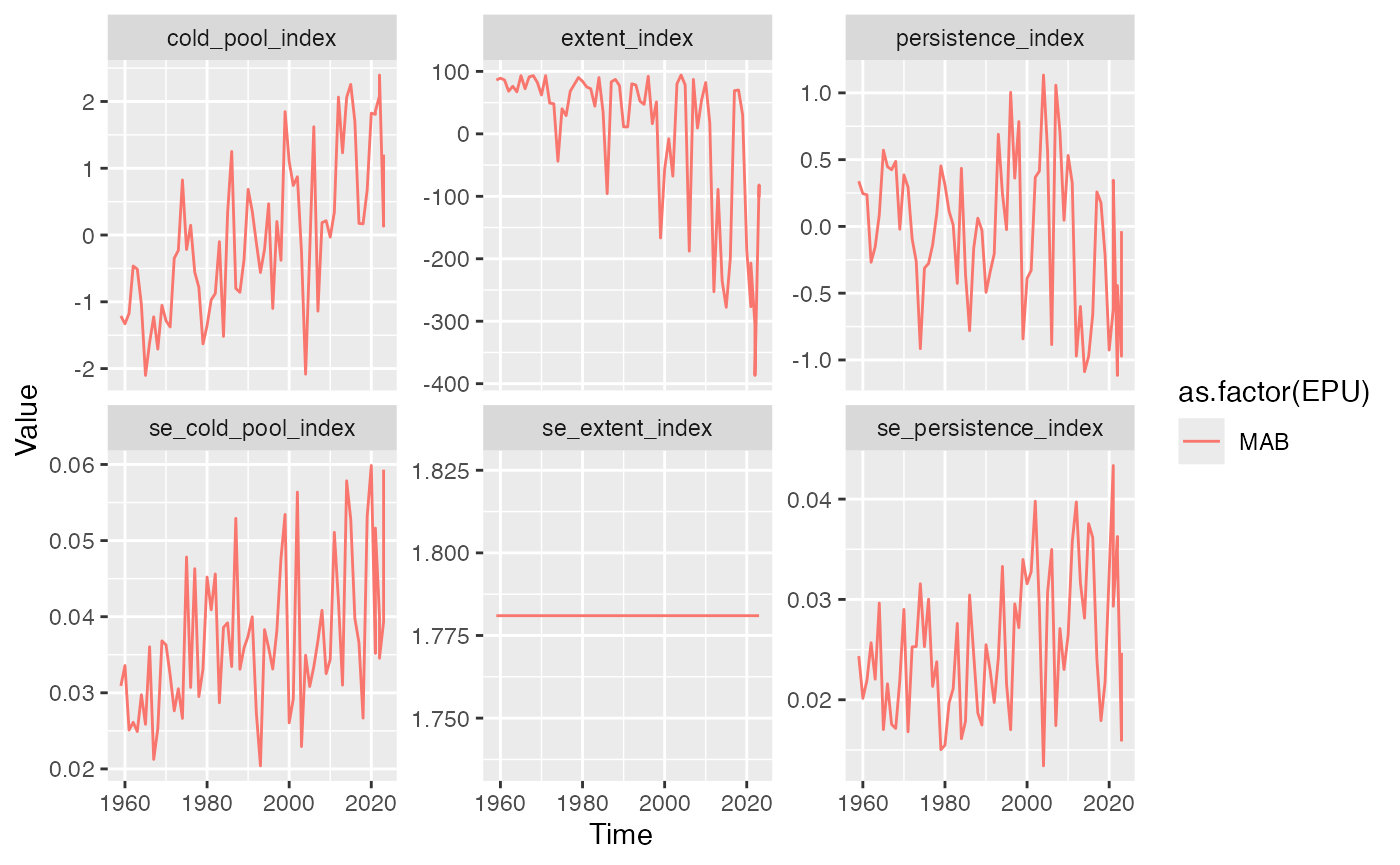 cold_pool_index
extent_index
persistence_index
2
1
0
-1
-2
100
0
-100
-200
-300
-400
1.0
0.5
0.0
-0.5
-1.0
se_cold_pool_index
se_extent_index
se_persistence_index
0.06
0.05
0.04
0.03
0.02
1.825
1.800
1.775
1.750
0.04
0.03
0.02
1960 1980 2000 2020
1960 1980 2000 2020
1960 1980 2000 2020
Time
Value
as.factor(EPU)
MAB